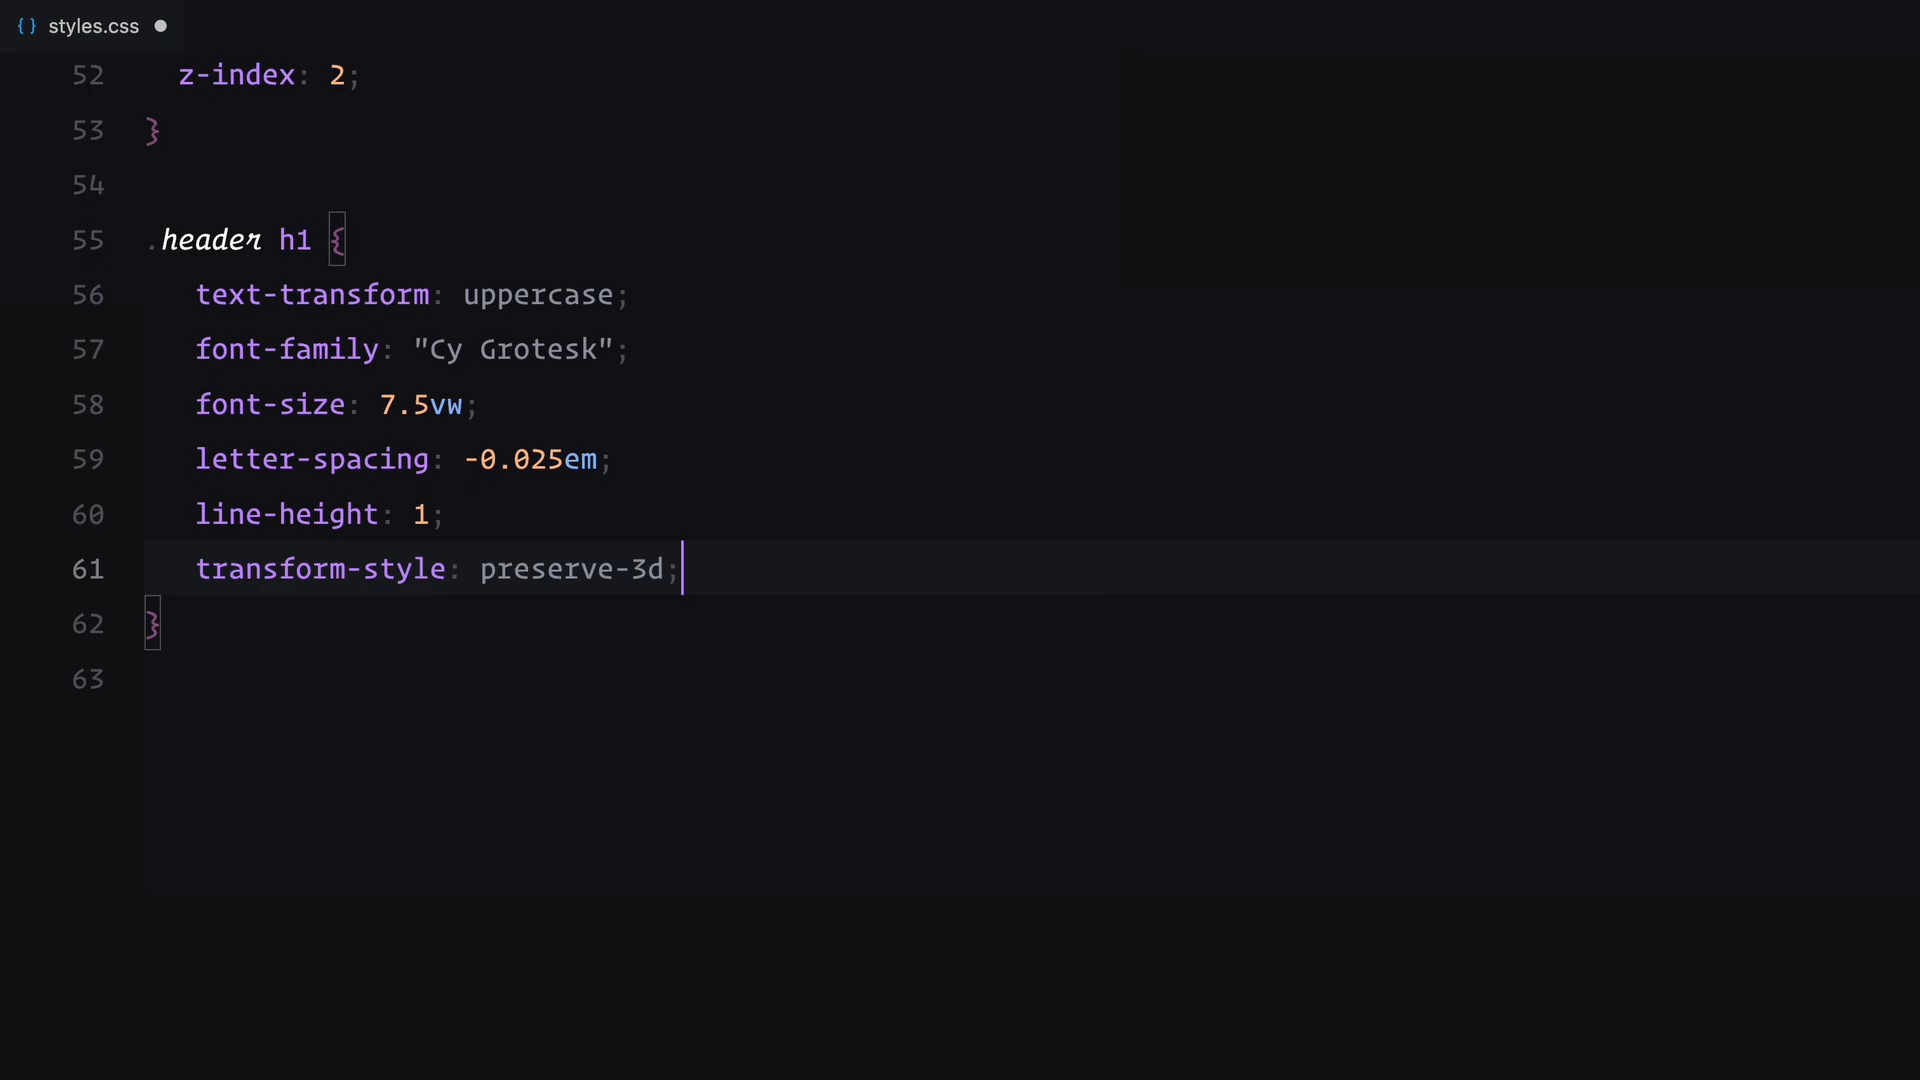 { } styles.css
52 z-index: 2;
53 }
54
55 .header h1 {
56 text-transform: uppercase;
57 font-family: "Cy Grotesk";
58 font-size: 7.5vw;
59 letter-spacing: -0.025em;
60 line-height: 1;
61 transform-style: preserve-3d;
62 }
63